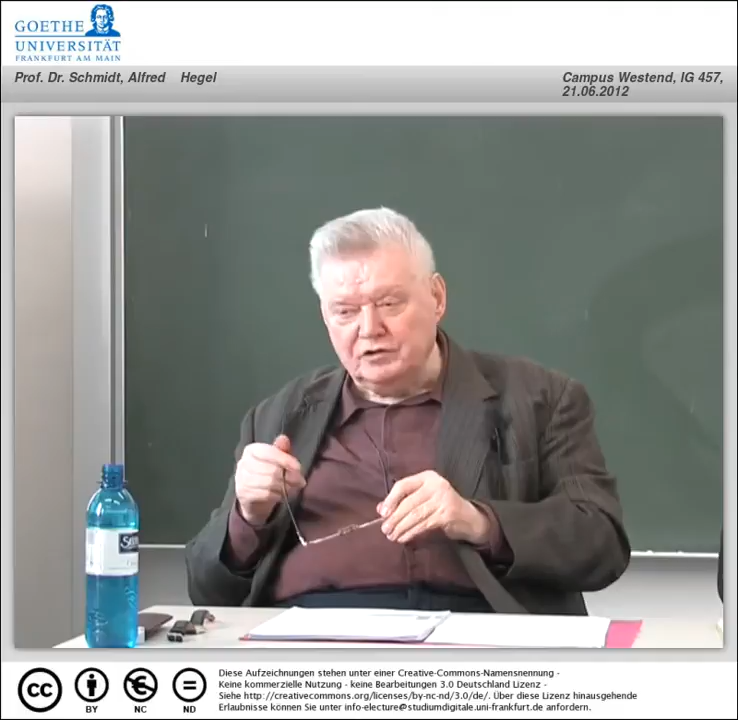 GOETHE
UNIVERSITÄT
FRANKFURT AM MAIN
Prof. Dr. Schmidt, Alfred Hegel
Campus Westend, IG 457,
21.06.2012
cc
BY
NC
ND
Diese Aufzeichnungen stehen unter einer Creative-Commons-Namensnennung -
Keine kommerzielle Nutzung - keine Bearbeitungen 3.0 Deutschland Lizenz -
Siehe http://creativecommons.org/licenses/by-nc-nd/3.0/de/. Über diese Lizenz hinausgehende
Erlaubnisse können Sie unter info-electure@studiumdigitale.uni-frankfurt.de anfordern.